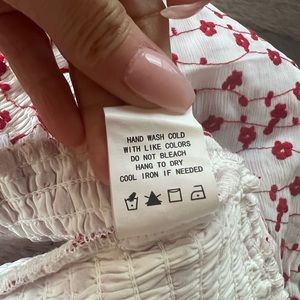 HAND WASH COLD
WITH LIKE COLORS
DO NOT BLEACH
HANG TO DRY
COOL IRON IF NEEDED